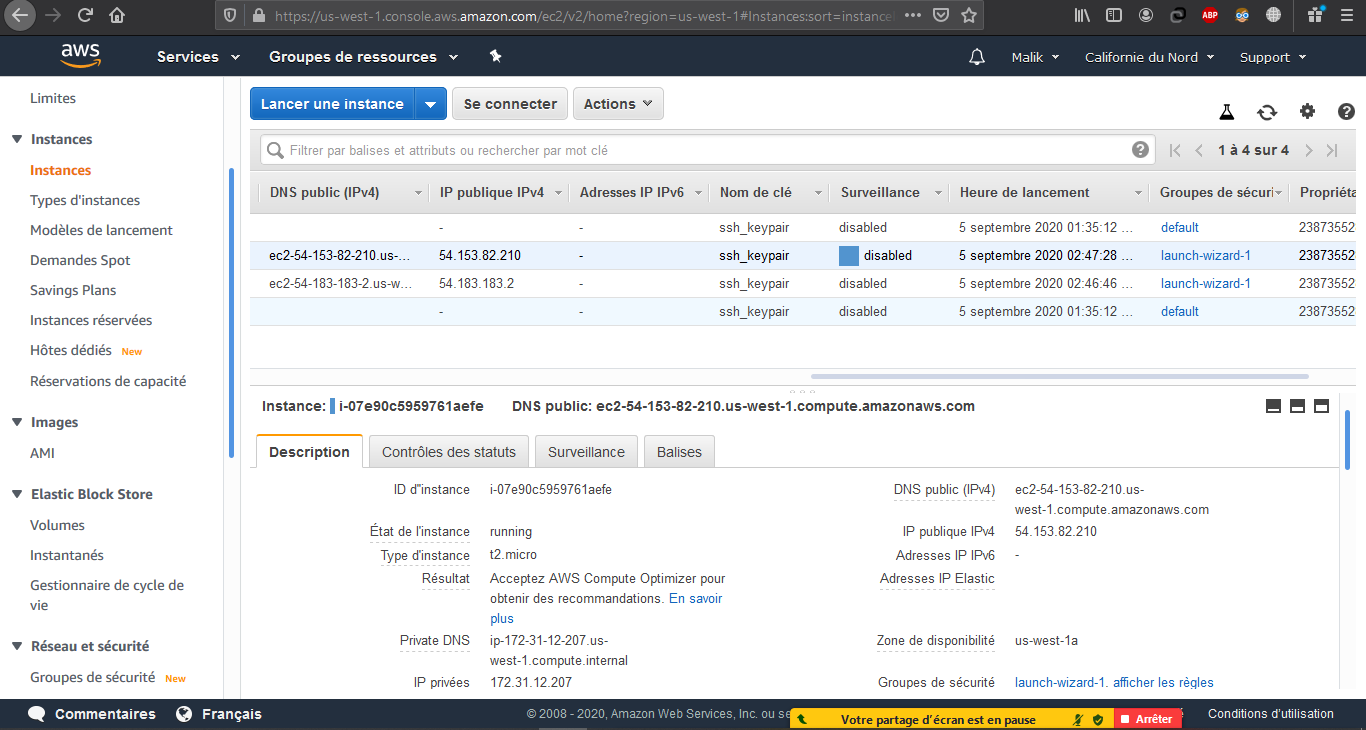 https://us-west-1.console.aws.amazon.com/ec2/v2/home?region=us-west-1#Instances:sort=instanceI
ABP
aws Services Groupes de ressources Malik Californie du Nord Support
Limites
Instances
Instances
Types d'instances
Modèles de lancement
Demandes Spot
Savings Plans
Instances réservées
Hôtes dédiés New
Réservations de capacité
Images
AMI
Elastic Block Store
Volumes
Instantanés
Gestionnaire de cycle de
vie
Réseau et sécurité
Groupes de sécurité New
Lancer une instance Se connecter Actions
Filtrer par balises et attributs ou rechercher par mot clé 1 à 4 sur 4
DNS public (IPv4) IP publique IPv4 Adresses IP IPv6 Nom de clé Surveillance Heure de lancement Groupes de sécuri Propriéta
- - ssh_keypair disabled 5 septembre 2020 01:35:12 ... default 238735528
ec2-54-153-82-210.us-... 54.153.82.210 - ssh_keypair disabled 5 septembre 2020 02:47:28 ... launch-wizard-1 238735528
ec2-54-183-183-2.us-w... 54.183.183.2 - ssh_keypair disabled 5 septembre 2020 02:46:46 ... launch-wizard-1 238735528
- - ssh_keypair disabled 5 septembre 2020 01:35:12 ... default 238735528
Instance: i-07e90c5959761aefe DNS public: ec2-54-153-82-210.us-west-1.compute.amazonaws.com
Description Contrôles des statuts Surveillance Balises
ID d"instance i-07e90c5959761aefe
État de l'instance running
Type d'instance t2.micro
Résultat Acceptez AWS Compute Optimizer pour
obtenir des recommandations. En savoir
plus
Private DNS ip-172-31-12-207.us-
west-1.compute.internal
IP privées 172.31.12.207
DNS public (IPv4) ec2-54-153-82-210.us-
west-1.compute.amazonaws.com
IP publique IPv4 54.153.82.210
Adresses IP IPv6 -
Adresses IP Elastic
Zone de disponibilité us-west-1a
Groupes de sécurité launch-wizard-1. afficher les règles
Commentaires Français © 2008 - 2020, Amazon Web Services, Inc. ou se Conditions d'utilisation
Votre partage d'écran est en pause Arrêter